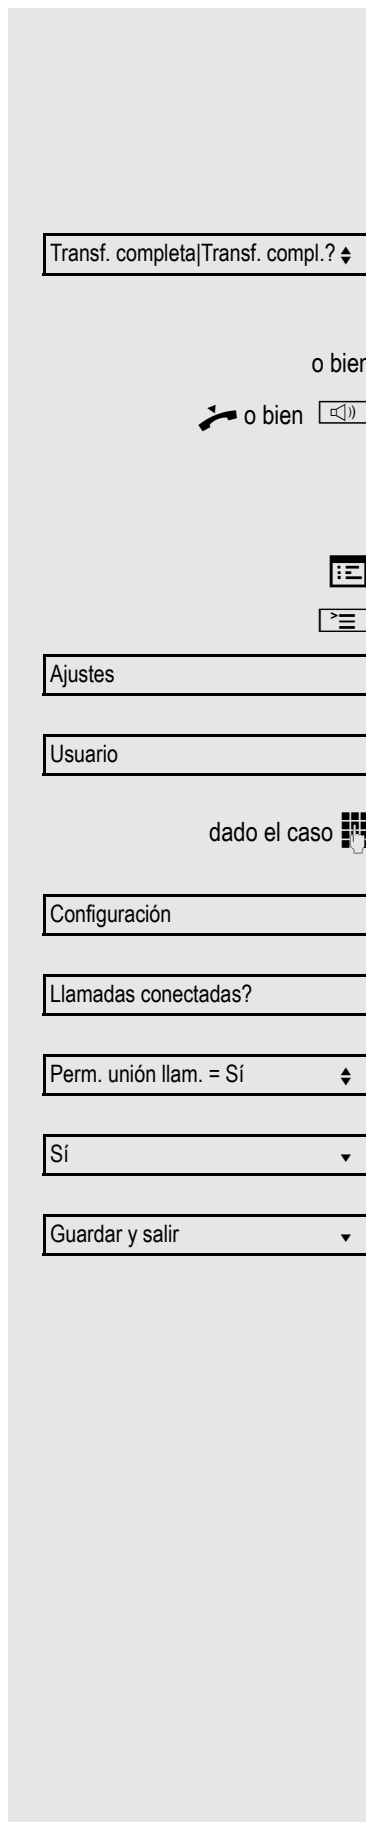 Transf. completa|Transf. compl.?
o bien
o bien
Ajustes
Usuario
dado el caso
Configuración
Llamadas conectadas?
Perm. unión llam. = Sí
Sí
Guardar y salir